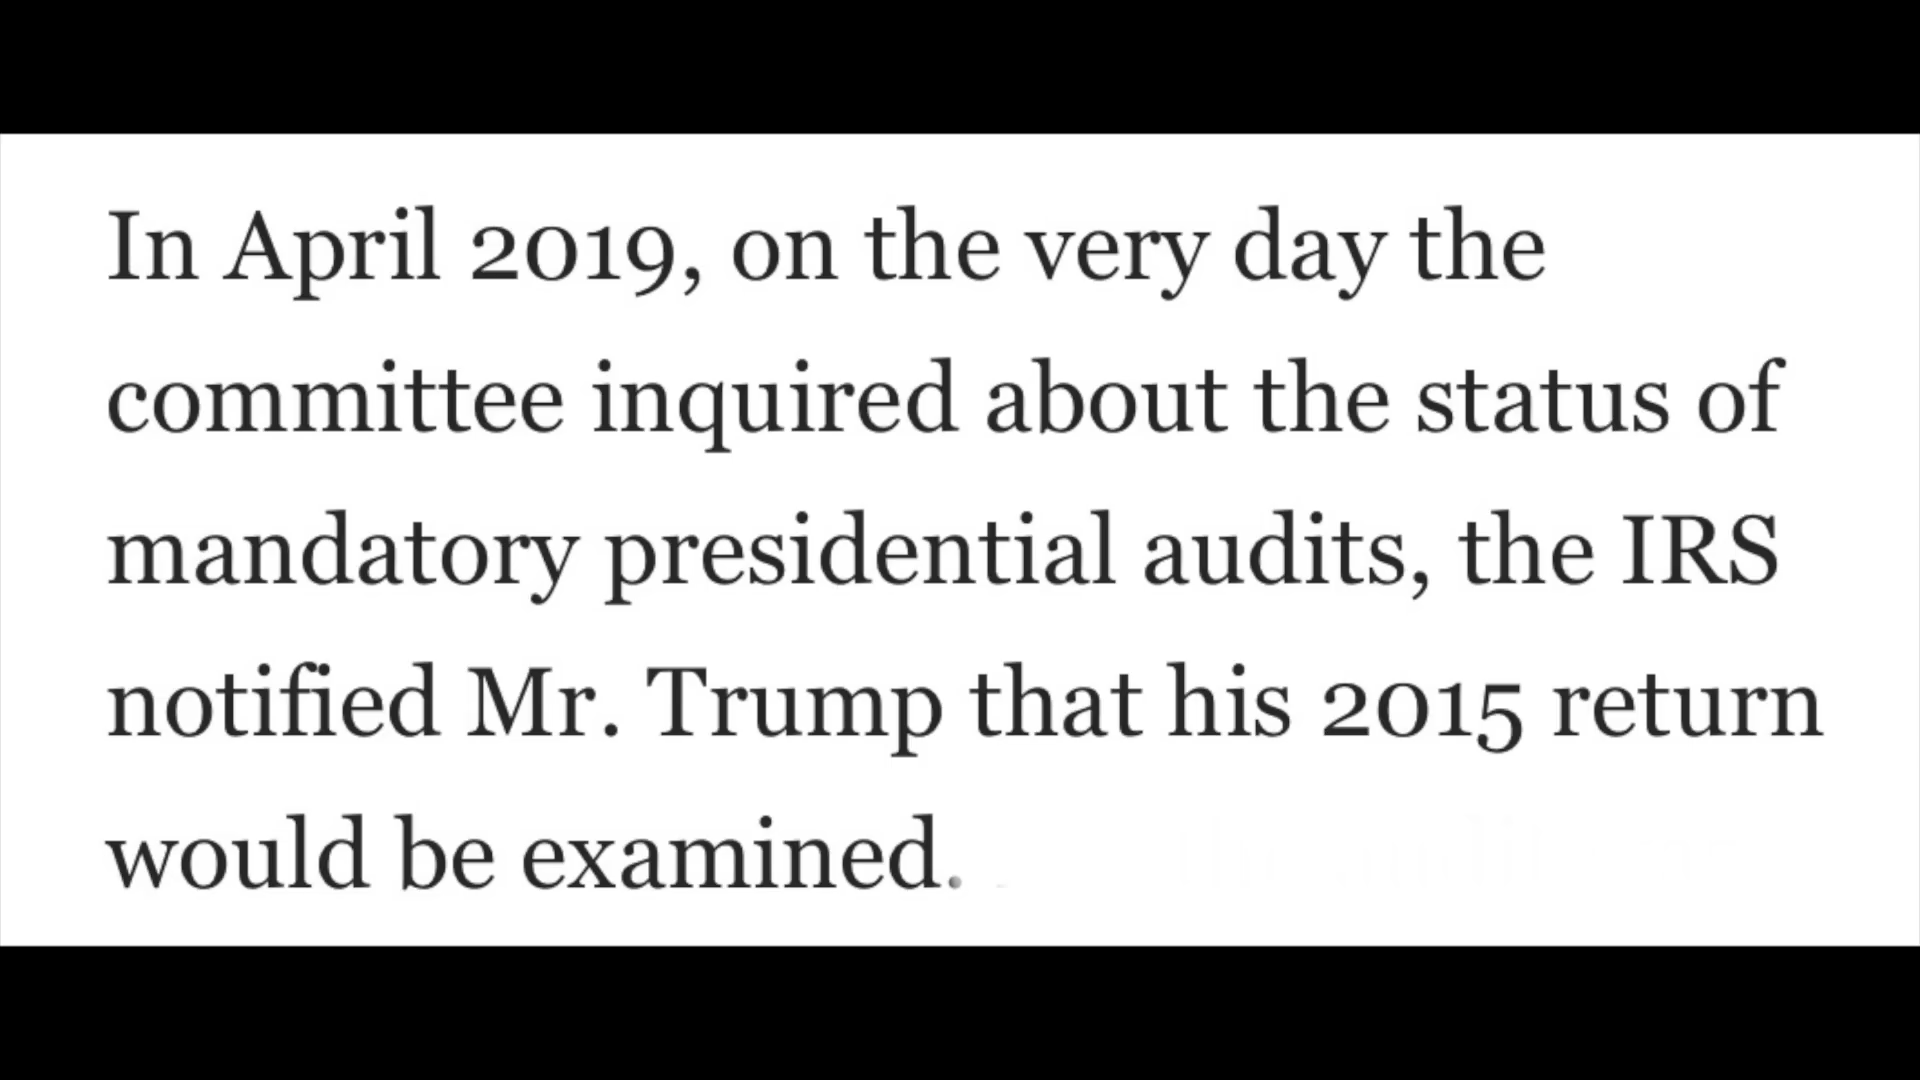 In April 2019, on the very day the
committee inquired about the status of
mandatory presidential audits, the IRS
notified Mr. Trump that his 2015 return
would be examined.